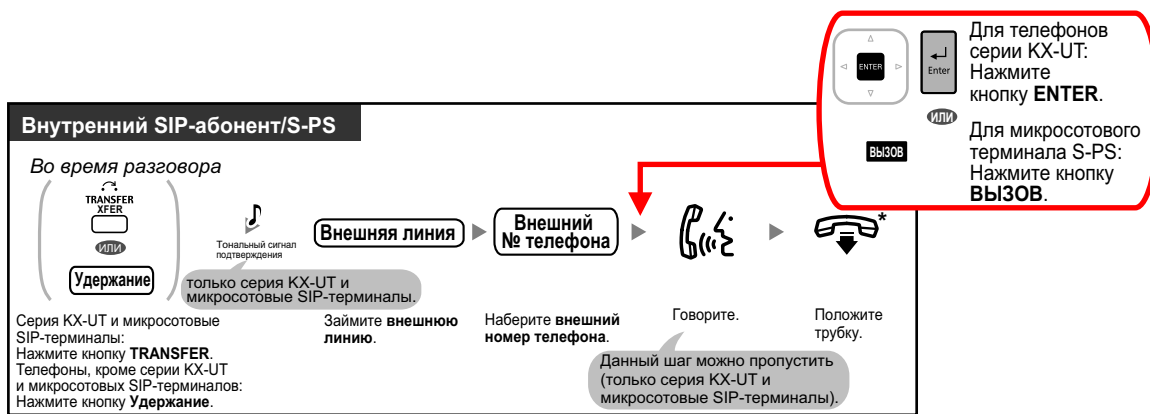 ENTER
Enter
Для телефонов
серии KX-UT:
Нажмите
кнопку ENTER.
ИЛИ
ВЫЗОВ
Для микросотового
терминала S-PS:
Нажмите кнопку
ВЫЗОВ.
Внутренний SIP-абонент/S-PS
Во время разговора
TRANSFER
XFER
ИЛИ
Удержание
Тональный сигнал
подтверждения
только серия KX-UT и
микросотовые SIP-терминалы.
Внешняя линия
Внешний
№ телефона
*
Серия KX-UT и микросотовые
SIP-терминалы:
Нажмите кнопку TRANSFER.
Телефоны, кроме серии KX-UT
и микросотовых SIP-терминалов:
Нажмите кнопку Удержание.
Займите внешнюю
линию.
Наберите внешний
номер телефона.
Говорите.
Данный шаг можно пропустить
(только серия KX-UT и
микросотовые SIP-терминалы).
Положите
трубку.